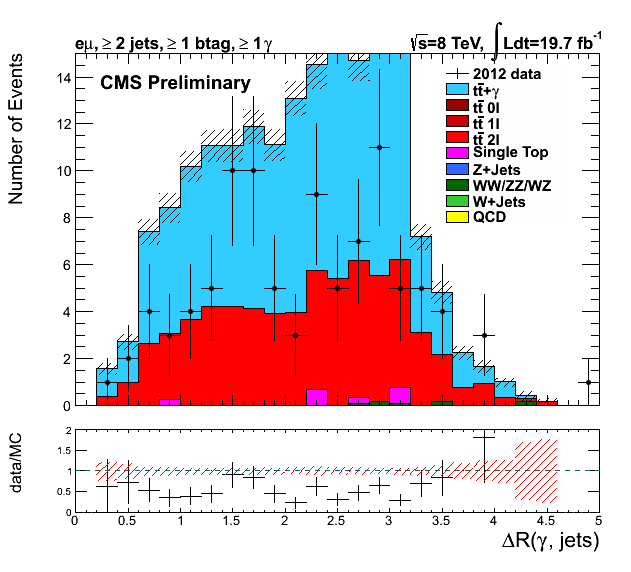 eμ, ≥ 2 jets, ≥ 1 btag, ≥ 1 γ
√s=8 TeV, ∫ Ldt=19.7 fb⁻¹
CMS Preliminary
Number of Events
14
12
10
8
6
4
2
0
2012 data
tt̄+γ
tt̄ 0l
tt̄ 1l
tt̄ 2l
Single Top
Z+Jets
WW/ZZ/WZ
W+Jets
QCD
data/MC
2
1.5
1
0.5
0
0 0.5 1 1.5 2 2.5 3 3.5 4 4.5 5
ΔR(γ, jets)